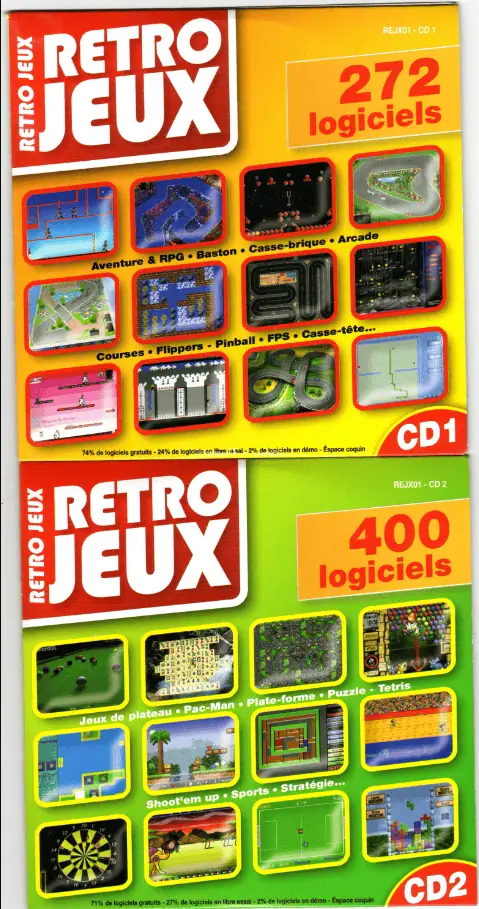 RETRO JEUX
RETRO
JEUX
REJX01 - CD 1
272
logiciels
Aventure & RPG • Baston • Casse-brique • Arcade
Courses • Flippers - Pinball • FPS • Casse-tête...
CD1
74% de logiciels gratuits - 24% de logiciels en libre essai - 2% de logiciels en démo - Espace coquin
RETRO JEUX
RETRO
JEUX
REJX01 - CD 2
400
logiciels
Jeux de plateau • Pac-Man • Plate-forme • Puzzle - Tetris
Shoot'em up • Sports • Stratégie...
CD2
71% de logiciels gratuits - 27% de logiciels en libre essai - 2% de logiciels en démo - Espace coquin